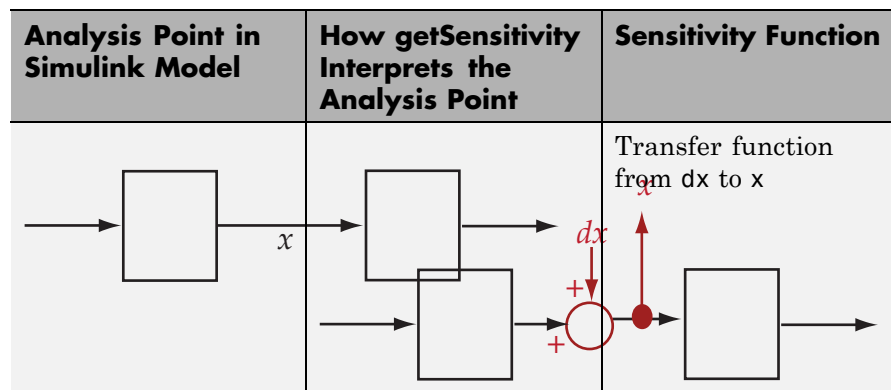 Analysis Point in
Simulink Model
How getSensitivity
Interprets the
Analysis Point
Sensitivity Function
Transfer function
from dx to x
x
x
dx
+
+